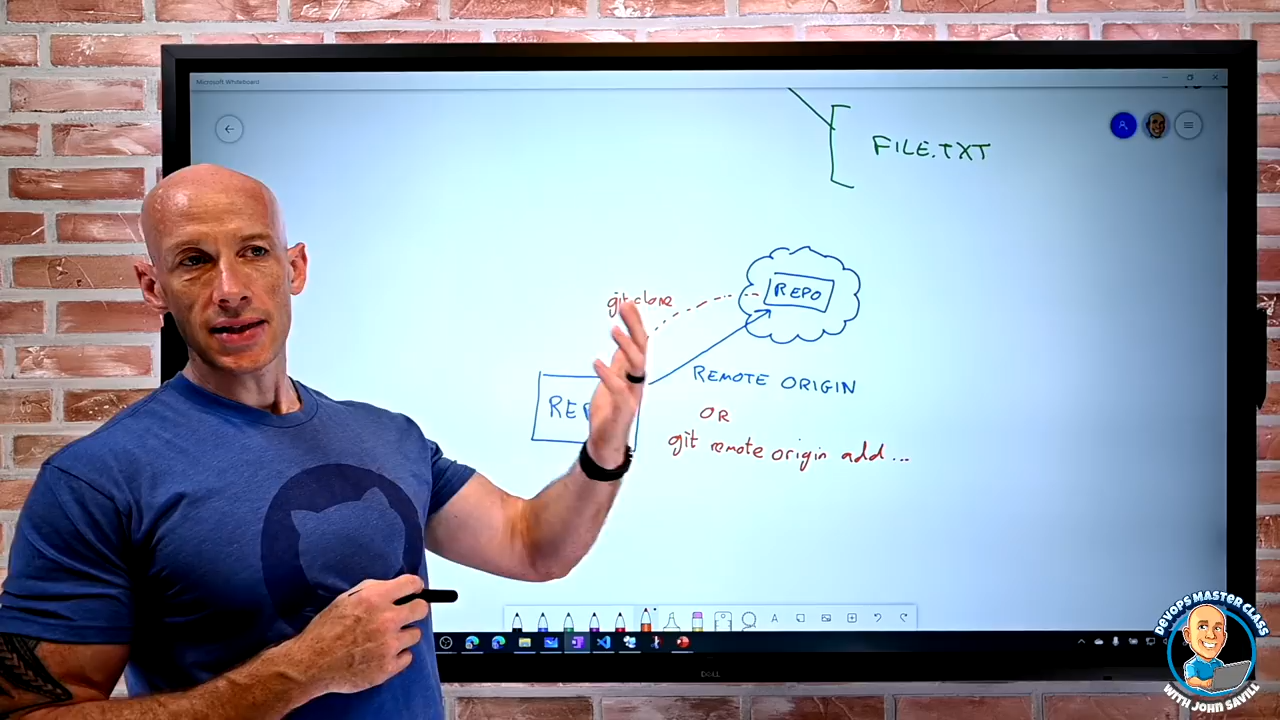 Microsoft Whiteboard
FILE.TXT
git clone
REPO
REMOTE ORIGIN
OR
git remote origin add ...
DELL
DEVOPS MASTER CLASS
WITH JOHN SAVILL